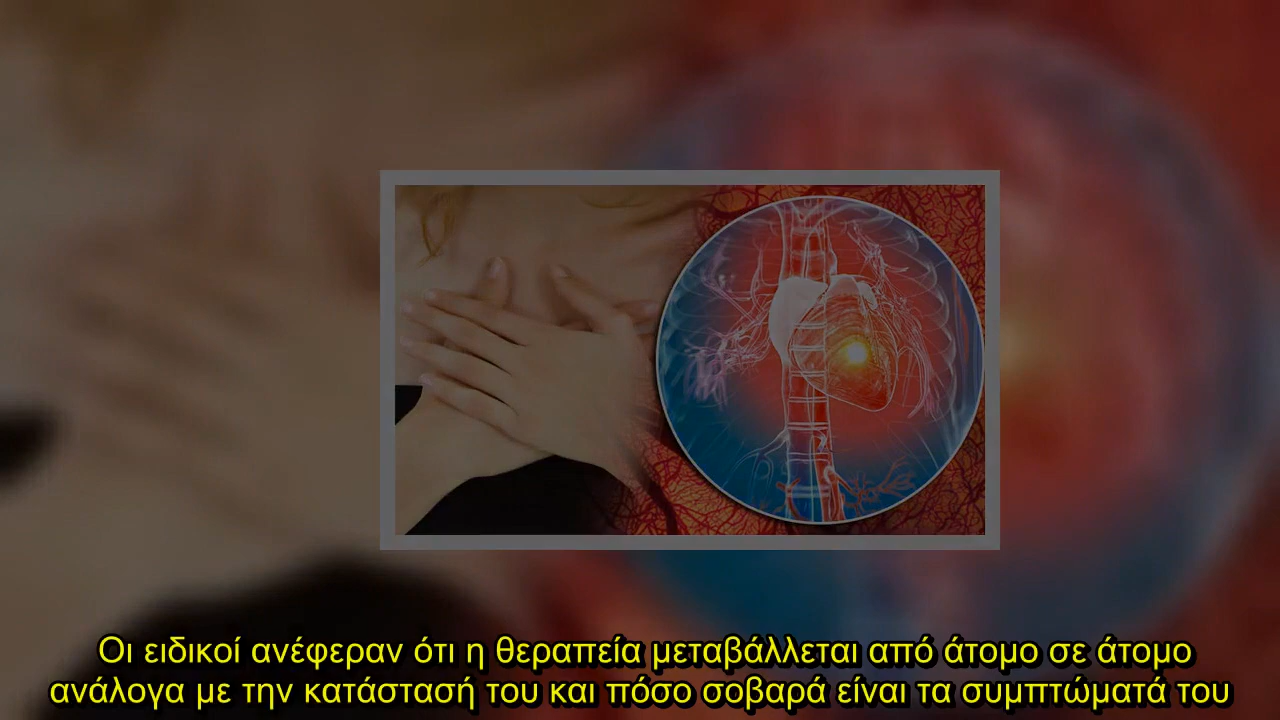 Οι ειδικοί ανέφεραν ότι η θεραπεία μεταβάλλεται από άτομο σε άτομο
ανάλογα με την κατάστασή του και πόσο σοβαρά είναι τα συμπτώματά του